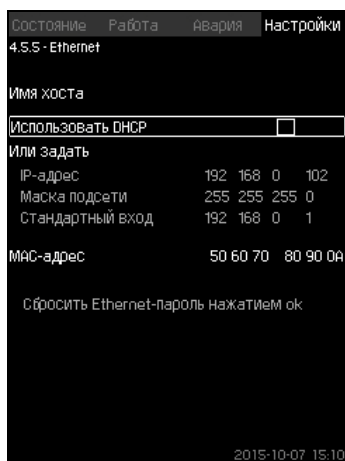 Состояние Работа Авария Настройки
4.5.5 - Ethernet
Имя хоста
Использовать DHCP
Или задать
IP-адрес 192 168 0 102
Маска подсети 255 255 255 0
Стандартный вход 192 168 0 1
MAC-адрес 50 60 70 80 90 0A
Сбросить Ethernet-пароль нажатием ok
2015-10-07 15:10